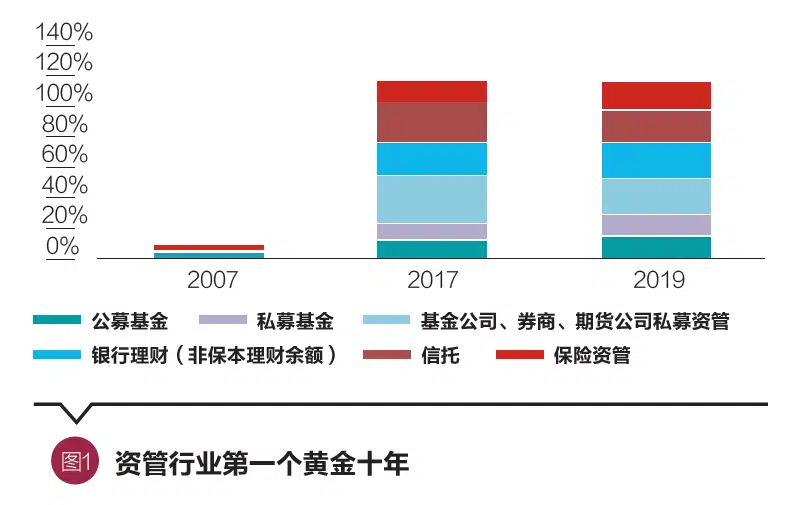 140%
120%
100%
80%
60%
40%
20%
0%
2007 2017 2019
公募基金 私募基金 基金公司、券商、期货公司私募资管
银行理财（非保本理财余额） 信托 保险资管
图1 资管行业第一个黄金十年